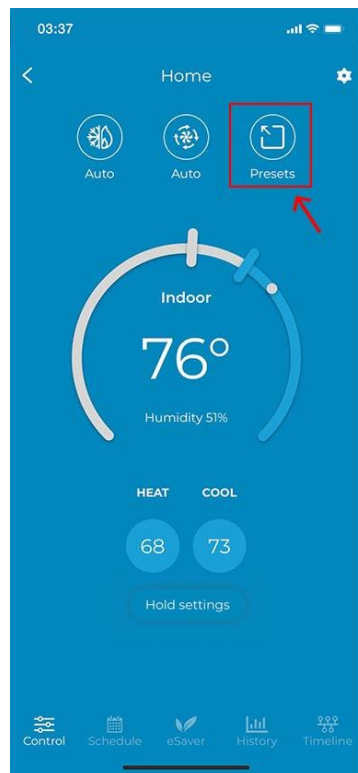 03:37
Home
Auto Auto Presets
Indoor
76°
Humidity 51%
HEAT COOL
68 73
Hold settings
Control Schedule eSaver History Timeline